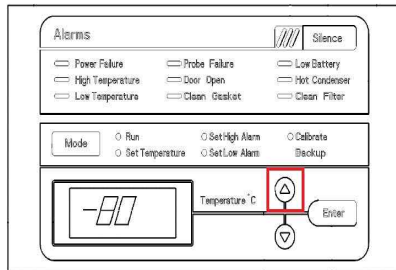 Alarms
Silence
Power Failure Probe Failure Low Battery
High Temperature Door Open Hot Condenser
Low Temperature Clean Gasket Clean Filter
Mode
Run Set High Alarm Calibrate
Set Temperature Set Low Alarm Backup
-80
Temperature °C
Enter